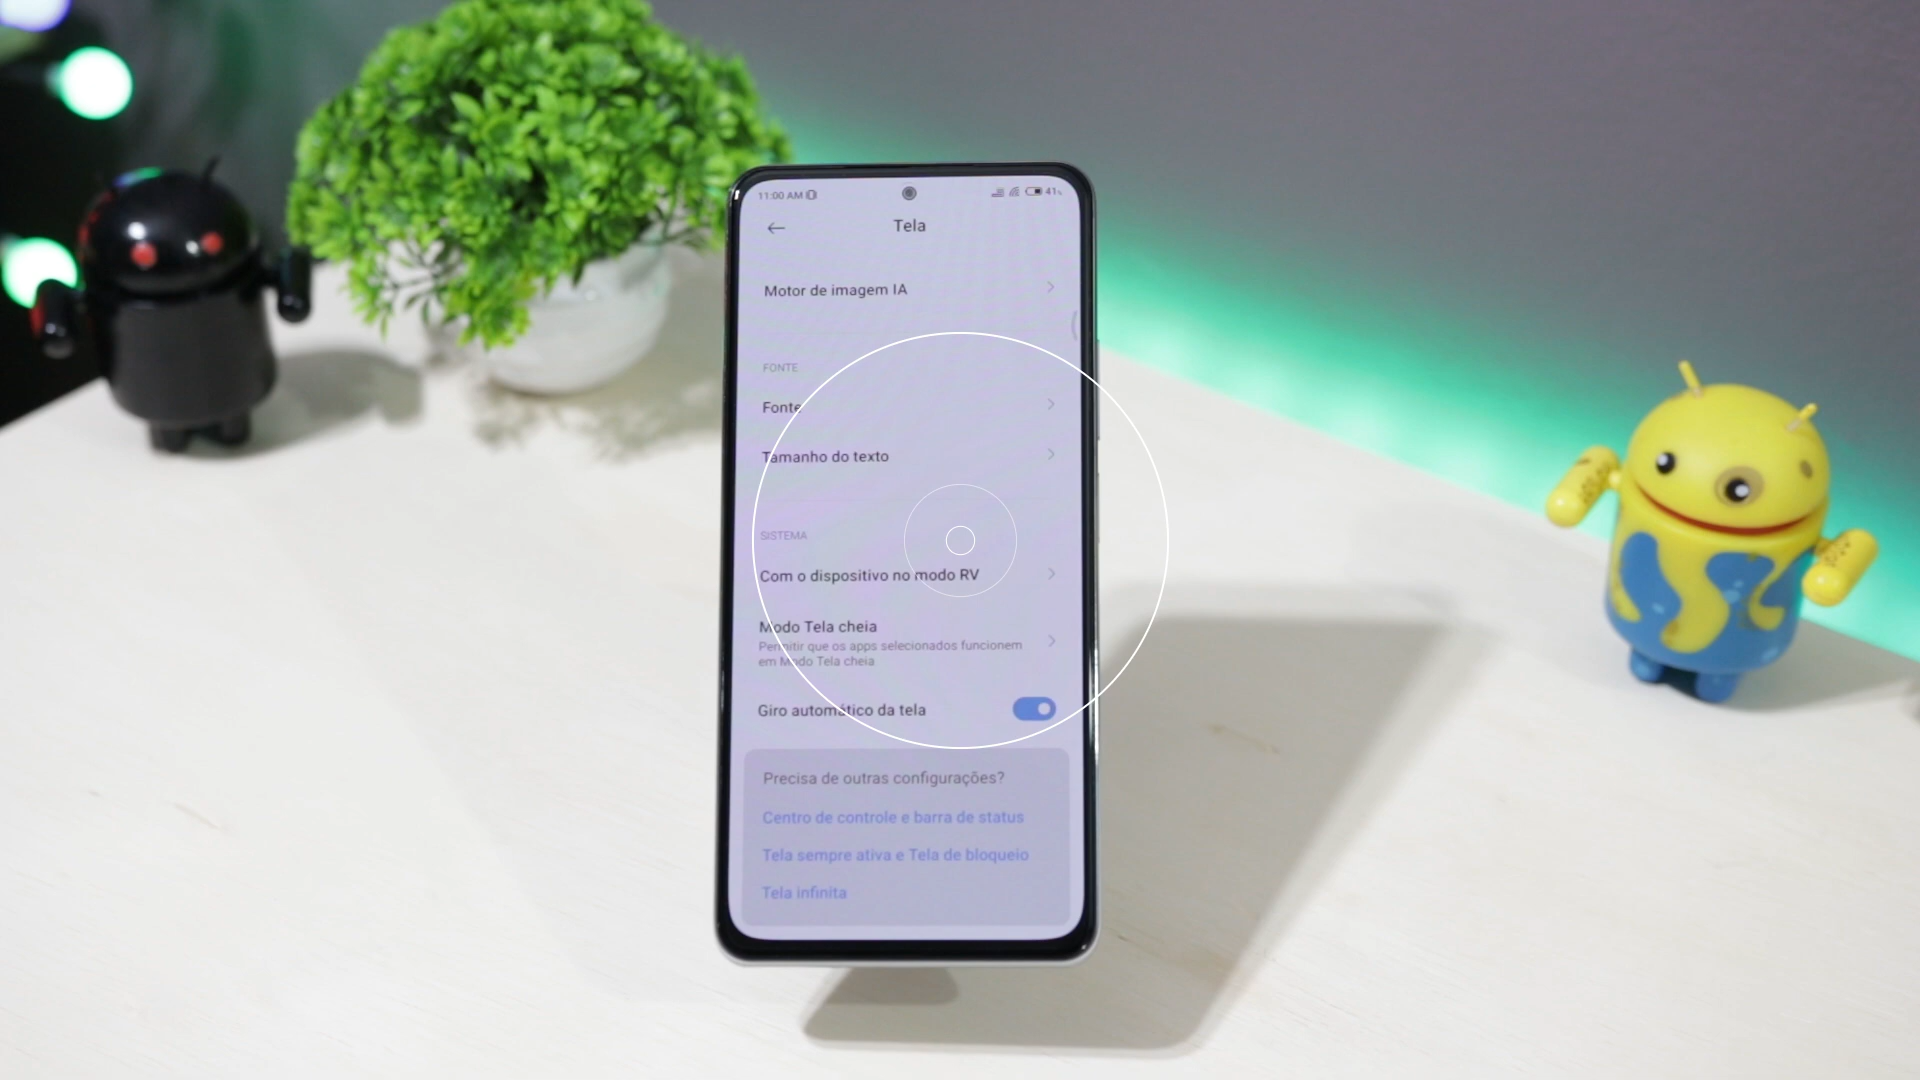 11:00 AM
41%
Tela
Motor de imagem IA
FONTE
Fonte
Tamanho do texto
SISTEMA
Com o dispositivo no modo RV
Modo Tela cheia
Permitir que os apps selecionados funcionem
em Modo Tela cheia
Giro automático da tela
Precisa de outras configurações?
Centro de controle e barra de status
Tela sempre ativa e Tela de bloqueio
Tela infinita